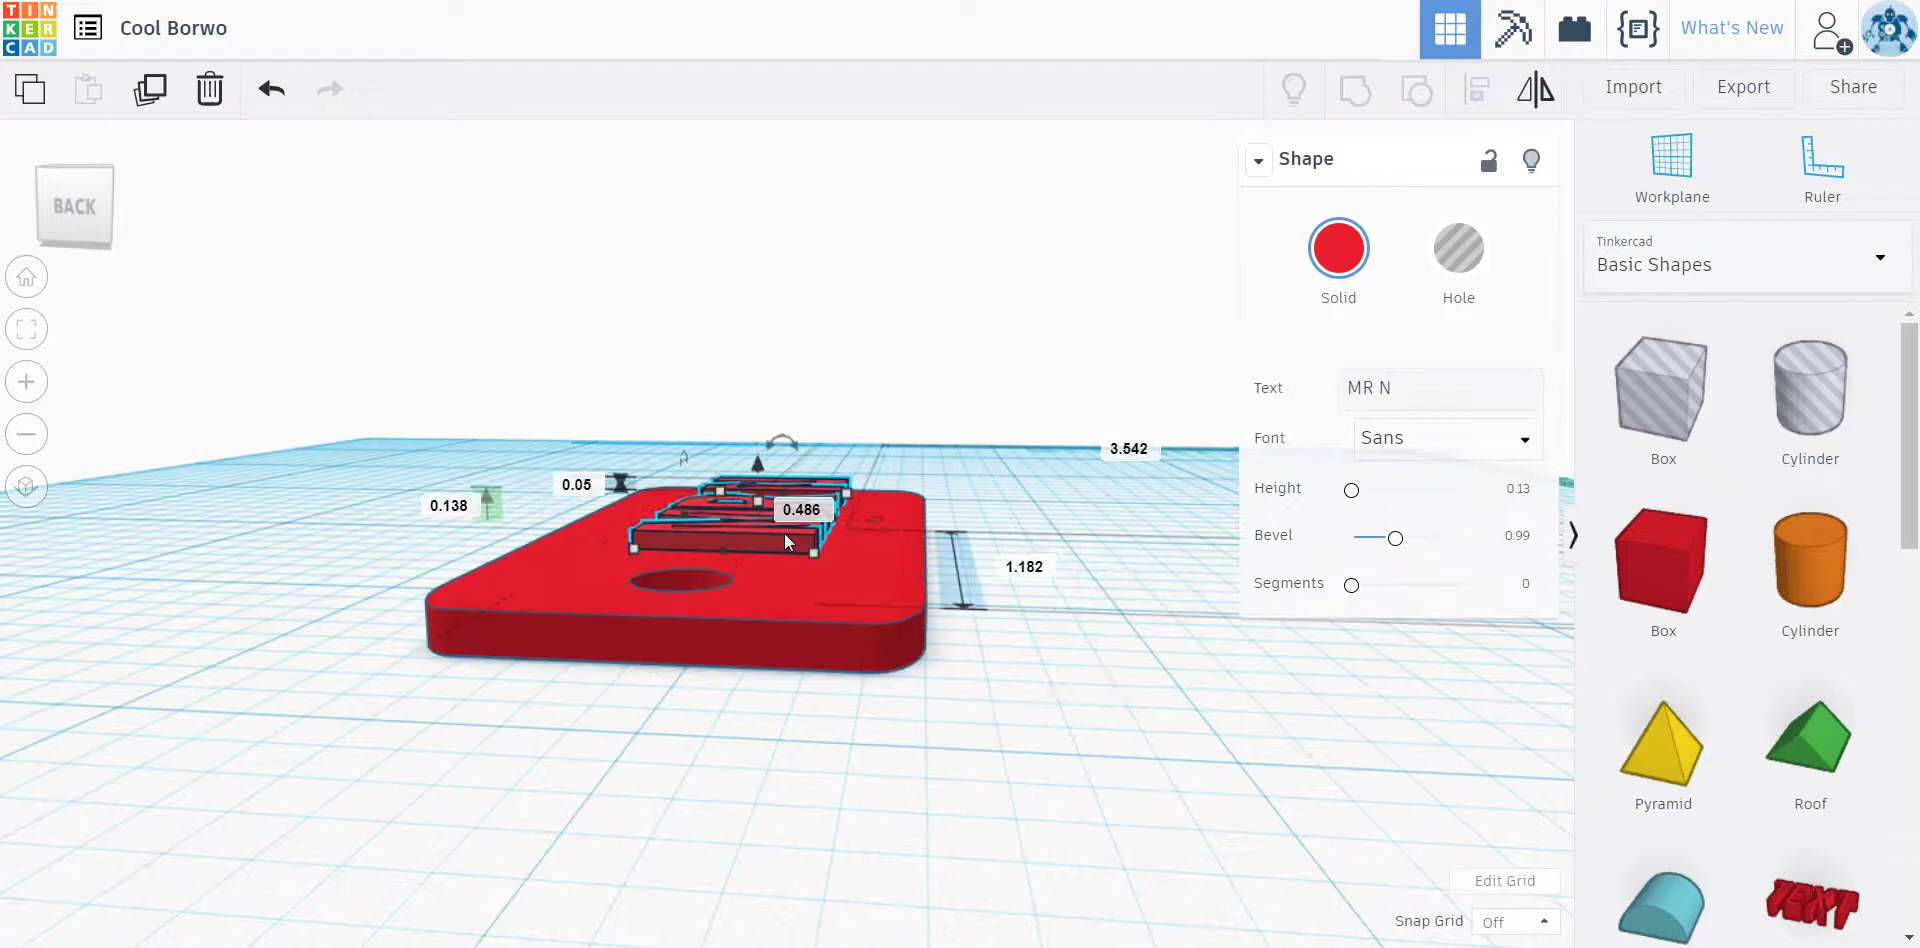 TIN
KER
CAD
Cool Borwo
What's New
Import
Export
Share
BACK
Shape
Workplane
Ruler
Solid
Hole
Tinkercad
Basic Shapes
Text
MR N
Font
Sans
Height
0.13
Bevel
0.99
Segments
0
3.542
0.05
0.138
0.486
1.182
Box
Cylinder
Box
Cylinder
Pyramid
Roof
TEXT
Edit Grid
Snap Grid
Off